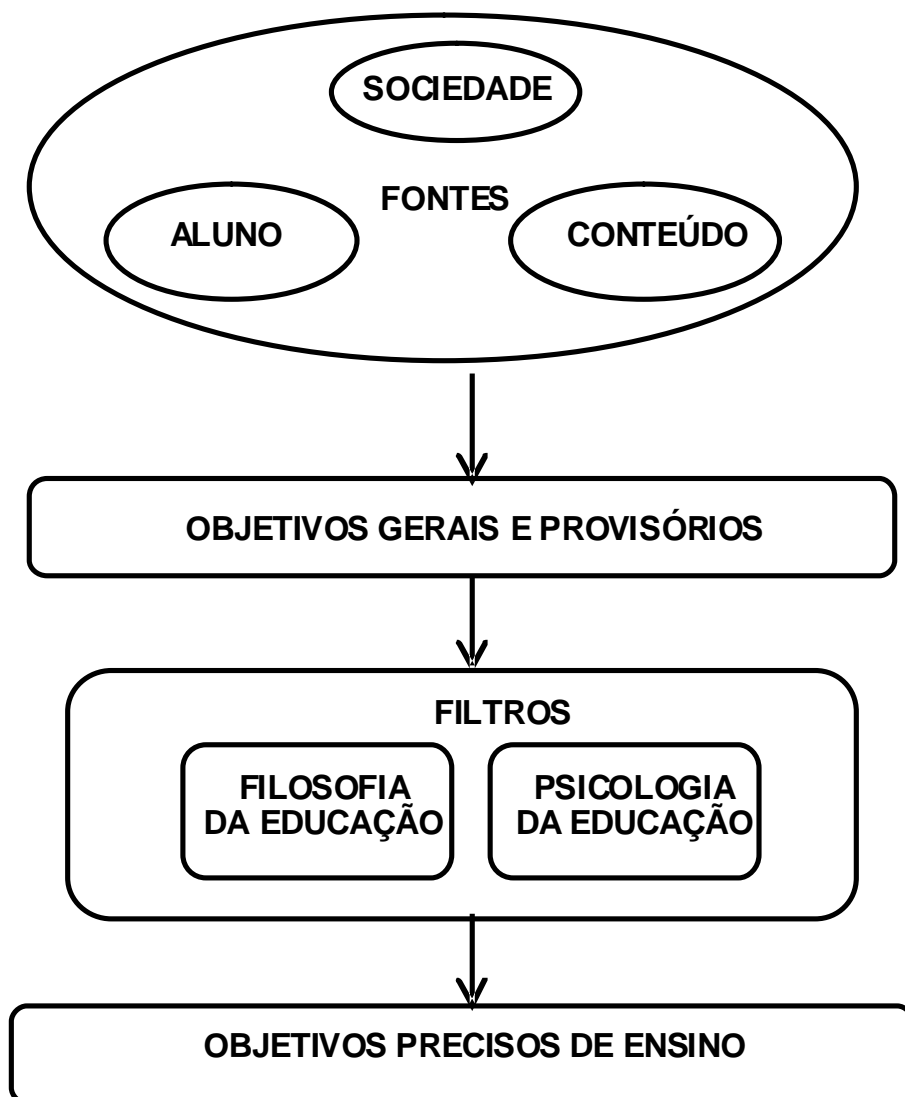 SOCIEDADE
FONTES
ALUNO
CONTEÚDO
OBJETIVOS GERAIS E PROVISÓRIOS
FILTROS
FILOSOFIA
DA EDUCAÇÃO
PSICOLOGIA
DA EDUCAÇÃO
OBJETIVOS PRECISOS DE ENSINO